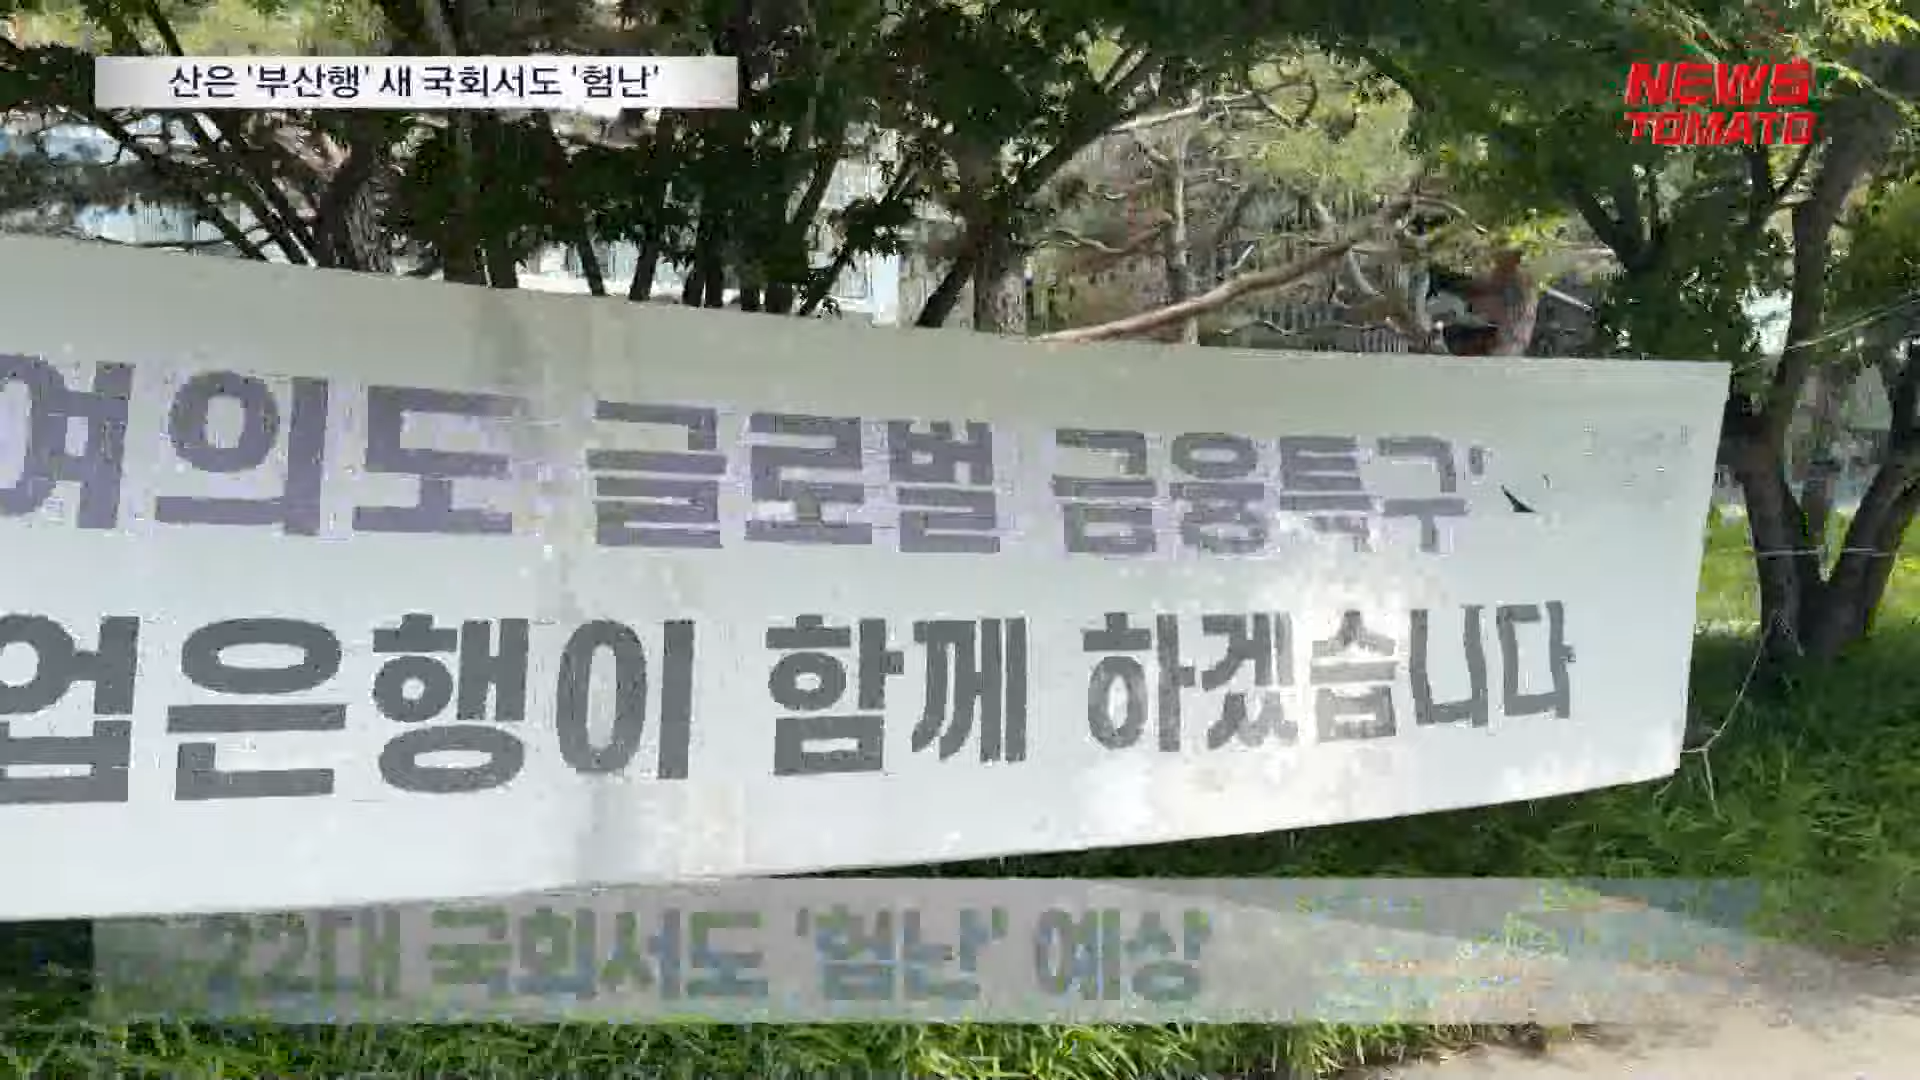 산은 '부산행' 새 국회서도 '험난'
NEWS
TOMATO
여의도 글로벌 금융특구'
업은행이 함께 하겠습니다
22대 국회서도 '험난' 예상